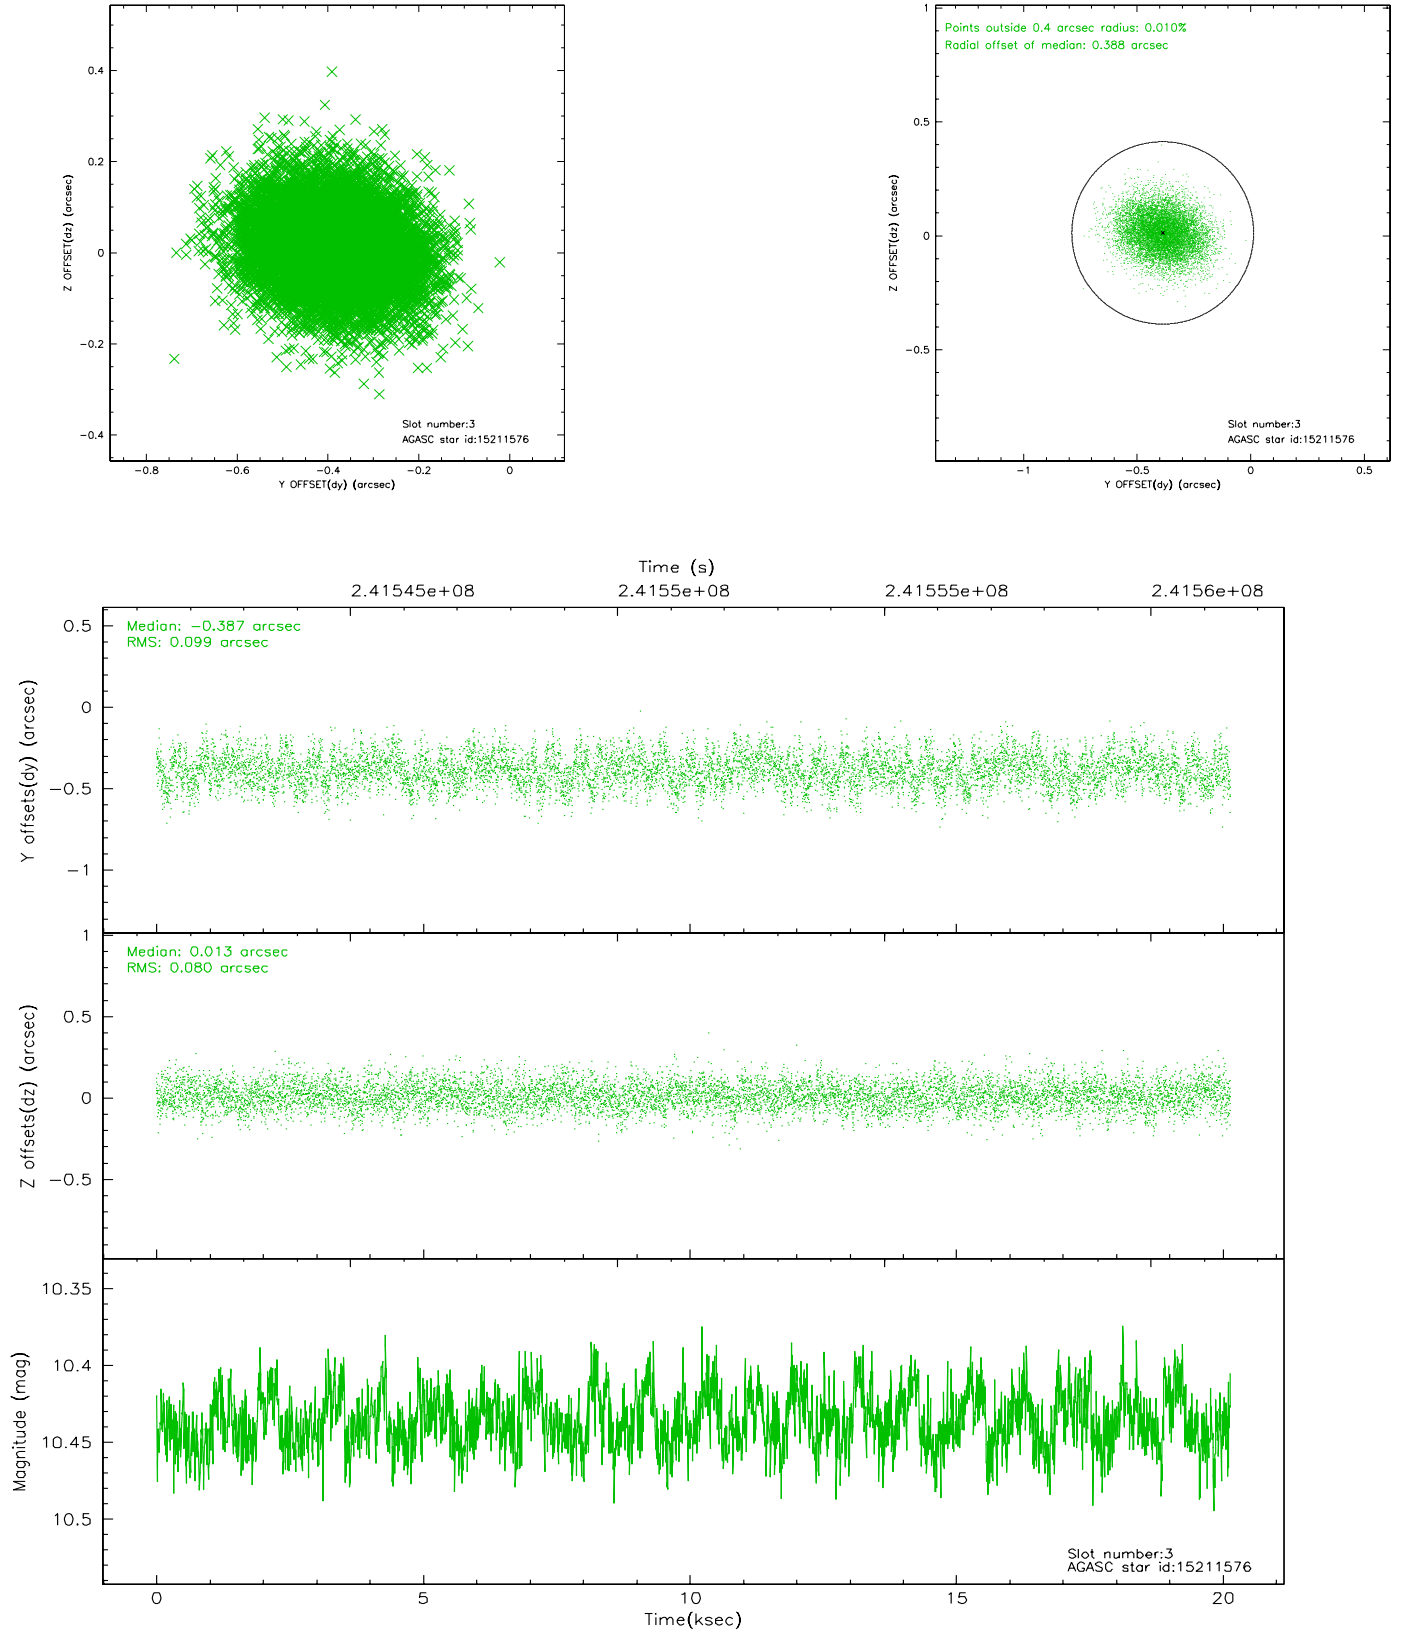 0.4
0.2
0
−0.2
−0.4
Z OFFSET(dz) (arcsec)
Slot number:3
AGASC star id:15211576
−0.8 −0.6 −0.4 −0.2 0
Y OFFSET(dy) (arcsec)
1
Points outside 0.4 arcsec radius: 0.010%
Radial offset of median: 0.388 arcsec
0.5
0
−0.5
Z OFFSET(dz) (arcsec)
Slot number:3
AGASC star id:15211576
−1 −0.5 0 0.5
Y OFFSET(dy) (arcsec)
Time (s)
2.41545e+08 2.4155e+08 2.41555e+08 2.4156e+08
Median: −0.387 arcsec
RMS: 0.099 arcsec
0.5
0
−0.5
−1
Y offsets(dy) (arcsec)
Median: 0.013 arcsec
RMS: 0.080 arcsec
1
0.5
0
−0.5
Z offsets(dz) (arcsec)
10.35
10.4
10.45
10.5
Magnitude (mag)
Slot number:3
AGASC star id:15211576
0 5 10 15 20
Time(ksec)